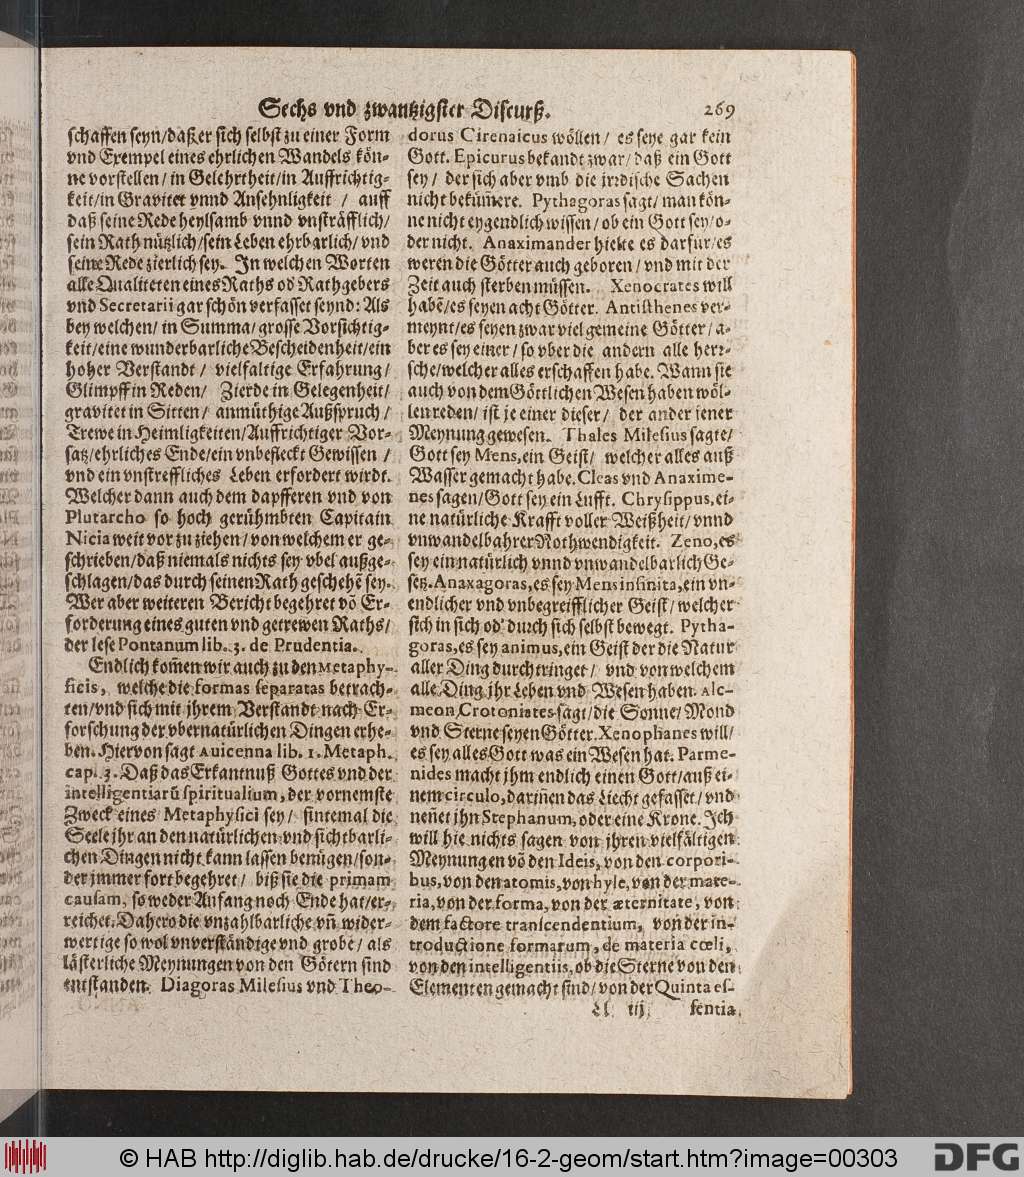 Sechs vnd zwantzigster Discurß. 269
schaffen seyn/daß er sich selbst zu einer Form
vnd Exempel eines ehrlichen Wandels kön-
ne vorstellen/in Gelehrtheit/in Auffrichtig-
keit/in Gravitet vnnd Ansehnligkeit / auff
daß seine Rede heylsamb vnnd vnsträfflich/
sein Rath nützlich/sein Leben ehrbarlich/vnd
seine Rede zierlich sey. In welchen Worten
alle Qualiteten eines Raths od Rathgebers
vnd Secretarii gar schön verfasset seynd: Als
bey welchen/in Summa/grosse Vorsichtig-
keit/eine wunderbarliche Bescheidenheit/ein
hoher Verstandt / vielfaltige Erfahrung/
Glimpff in Reden/ Zierde in Gelegenheit/
gravitet in Sitten/ anmüthige Außspruch/
Trewe in Heimligkeiten/Auffrichtiger Vor-
satz/ehrliches Ende/ein vnbefleckt Gewissen /
vnd ein vnstreffliches Leben erfordert wirdt.
Welcher dann auch dem dapfferen vnd von
Plutarcho so hoch gerühmbten Capitain
Nicia weit vor zu ziehen/von welchem er ge-
schrieben/daß niemals nichts sey vbel außge-
schlagen/das durch seinen Rath geschehẽ sey.
Wer aber weiteren Bericht begehret võ Er-
forderung eines guten vnd getrewen Raths/
der lese Pontanum lib. 3. de Prudentia.
Endlich kom̃en wir auch zu den Metaphy-
sicis, welche die formas separatas betrach-
ten/vnd sich mit jhrem Verstandt nach Er-
forschung der vbernatürlichen Dingen erhe-
ben. Hiervon sagt Avicenna lib. 1. Metaph.
cap. 3. Daß das Erkantnuß Gottes vnd der
intelligentiarũ spiritualium, der vornemste
Zweck eines Metaphysici sey/ sintemal die
Seele jhr an den natürlichen vnd sichtbarli-
chen Dingen nicht kann lassen benügen/son-
der jmmer fort begehret/ biß sie die primam
causam, so weder Anfang noch Ende hat/er-
reichet. Dahero die vnzahlbarliche vñ wider-
wertige so wol vnverständige vnd grobe/ als
lästerliche Meynungen von den Götern sind
entstanden. Diagoras Milesius vnd Theo-
dorus Cirenaicus wöllen/ es seye gar kein
Gott. Epicurus bekandt zwar/daß ein Gott
sey/ der sich aber vmb die jrrdische Sachen
nicht bekům̃ere. Pythagoras sagt/man kön-
ne nicht eygendlich wissen/ob ein Gott sey/o-
der nicht. Anaximander hielte es darfur/es
weren die Götter auch geboren/vnd mit der
Zeit auch sterben müssen. Xenocrates will
habẽ/es seyen acht Götter. Antisthenes ver-
meynt/es seyen zwar viel gemeine Götter/a-
ber es sey einer/so vber die andern alle herr-
sche/welcher alles erschaffen habe. Wann sie
auch von dem Göttlichen Wesen haben wöl-
len reden/ ist je einer dieser/ der ander jener
Meynung gewesen. Thales Milesius sagte/
Gott sey Mens, ein Geist/ welcher alles auß
Wasser gemacht habe. Cleas vnd Anaxime-
nes sagen/Gott sey ein Lufft. Chrysippus, ei-
ne natürliche Krafft voller Weißheit/vnnd
vnwandelbahrer Nothwendigkeit. Zeno, es
sey ein natürlich vnnd vnwandelbarlich Ge-
setz. Anaxagoras, es sey Mens infinita, ein vn-
endlicher vnd vnbegreifflicher Geist/welcher
sich in sich od' durch sich selbst bewegt. Pytha-
goras, es sey animus, ein Geist der die Natur
aller Ding durchtringet/ vnd von welchem
alle Ding jhr Leben vnd Wesen haben. Alc-
meon Crotoniates sagt/die Sonne/Mond
vnd Sterne seyen Götter. Xenophanes will/
es sey alles Gott was ein Wesen hat. Parme-
nides macht jhm endlich einen Gott/auß ei-
nem circulo, dariñen das Liecht gefasset/vnd
neñet jhn Stephanum, oder eine Krone. Ich
will hie nichts sagen von jhren vielfältigen
Meynungen võ den Ideis, von den corpori-
bus, von den atomis, von hyle, von der mate-
ria, von der forma, von der æternitate, von
dem factore transcendentium, von der in-
troductione formarum, de materia cœli,
von den intelligentiis, ob die Sterne von den
Elementen gemacht sind/von der Quinta es-
Ll iij sentia
© HAB http://diglib.hab.de/drucke/16-2-geom/start.htm?image=00303
DFG